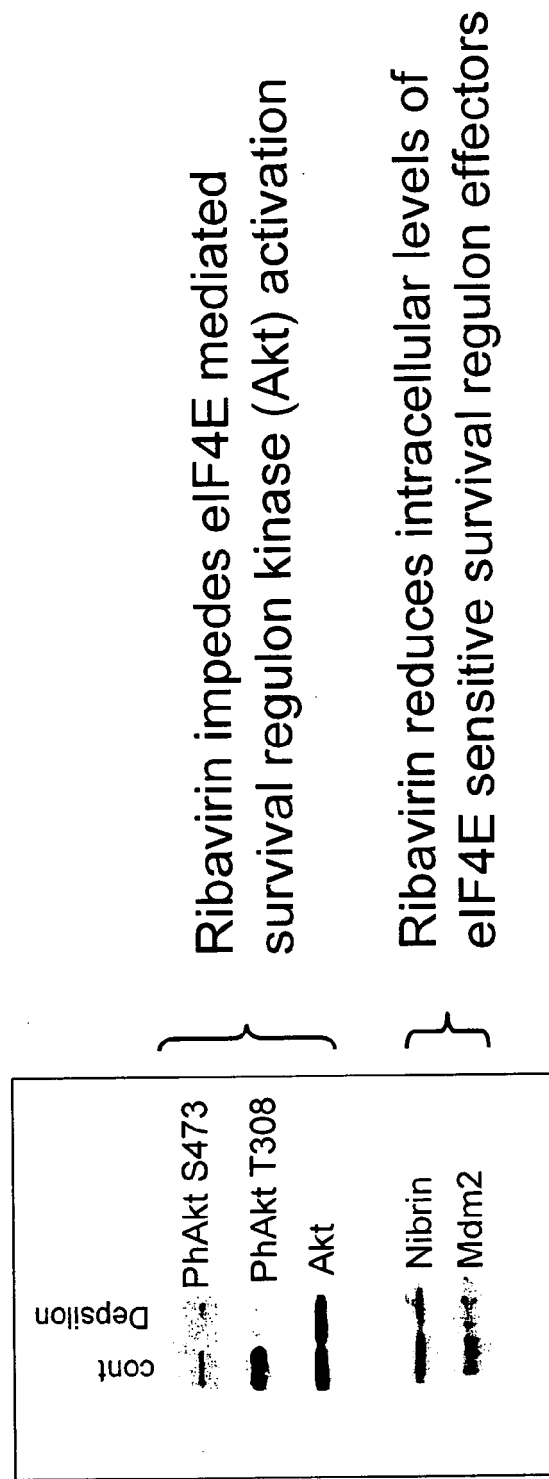 cont
Depsilon
PhAkt S473
PhAkt T308
Akt
Nibrin
Mdm2
Ribavirin impedes eIF4E mediated
survival regulon kinase (Akt) activation
Ribavirin reduces intracellular levels of
eIF4E sensitive survival regulon effectors